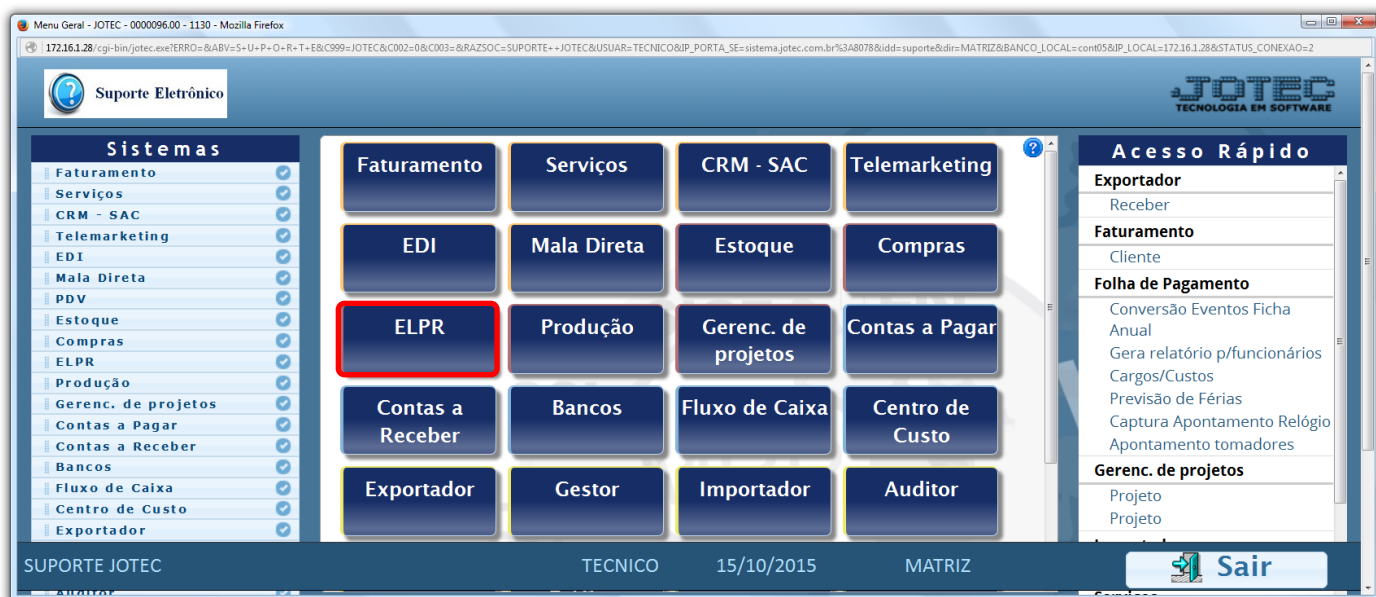 Menu Geral - JOTEC - 0000096.00 - 1130 - Mozilla Firefox
172.16.1.28/cgi-bin/jotec.exe?ERRO=&ABV=S+U+P+O+R+T+E&C999=JOTEC&C002=0&C003=&RAZSOC=SUPORTE++JOTEC&USUAR=TECNICO&IP_PORTA_SE=sistema.jotec.com.br%3A8078&idd=suporte&dir=MATRIZ&BANCO_LOCAL=cont05&IP_LOCAL=172.16.1.28&STATUS_CONEXAO=2
Suporte Eletrônico
JOTEC
TECNOLOGIA EM SOFTWARE
Sistemas
Faturamento
Serviços
CRM - SAC
Telemarketing
EDI
Mala Direta
PDV
Estoque
Compras
ELPR
Produção
Gerenc. de projetos
Contas a Pagar
Contas a Receber
Bancos
Fluxo de Caixa
Centro de Custo
Exportador
Auditor
Faturamento
Serviços
CRM - SAC
Telemarketing
EDI
Mala Direta
Estoque
Compras
ELPR
Produção
Gerenc. de
projetos
Contas a Pagar
Contas a
Receber
Bancos
Fluxo de Caixa
Centro de
Custo
Exportador
Gestor
Importador
Auditor
Acesso Rápido
Exportador
Receber
Faturamento
Cliente
Folha de Pagamento
Conversão Eventos Ficha
Anual
Gera relatório p/funcionários
Cargos/Custos
Previsão de Férias
Captura Apontamento Relógio
Apontamento tomadores
Gerenc. de projetos
Projeto
Projeto
SUPORTE JOTEC
TECNICO
15/10/2015
MATRIZ
Sair